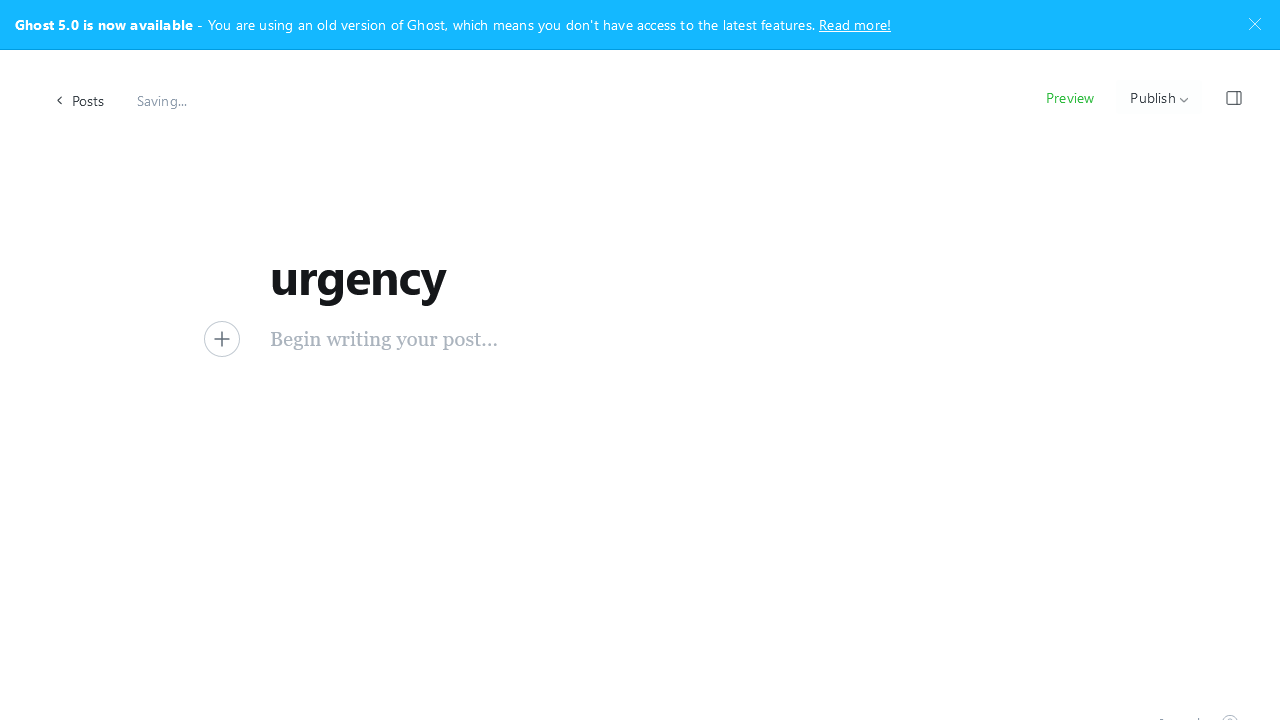 Ghost 5.0 is now available - You are using an old version of Ghost, which means you don't have access to the latest features. Read more!
Posts
Saving...
Preview
Publish
urgency
Begin writing your post...